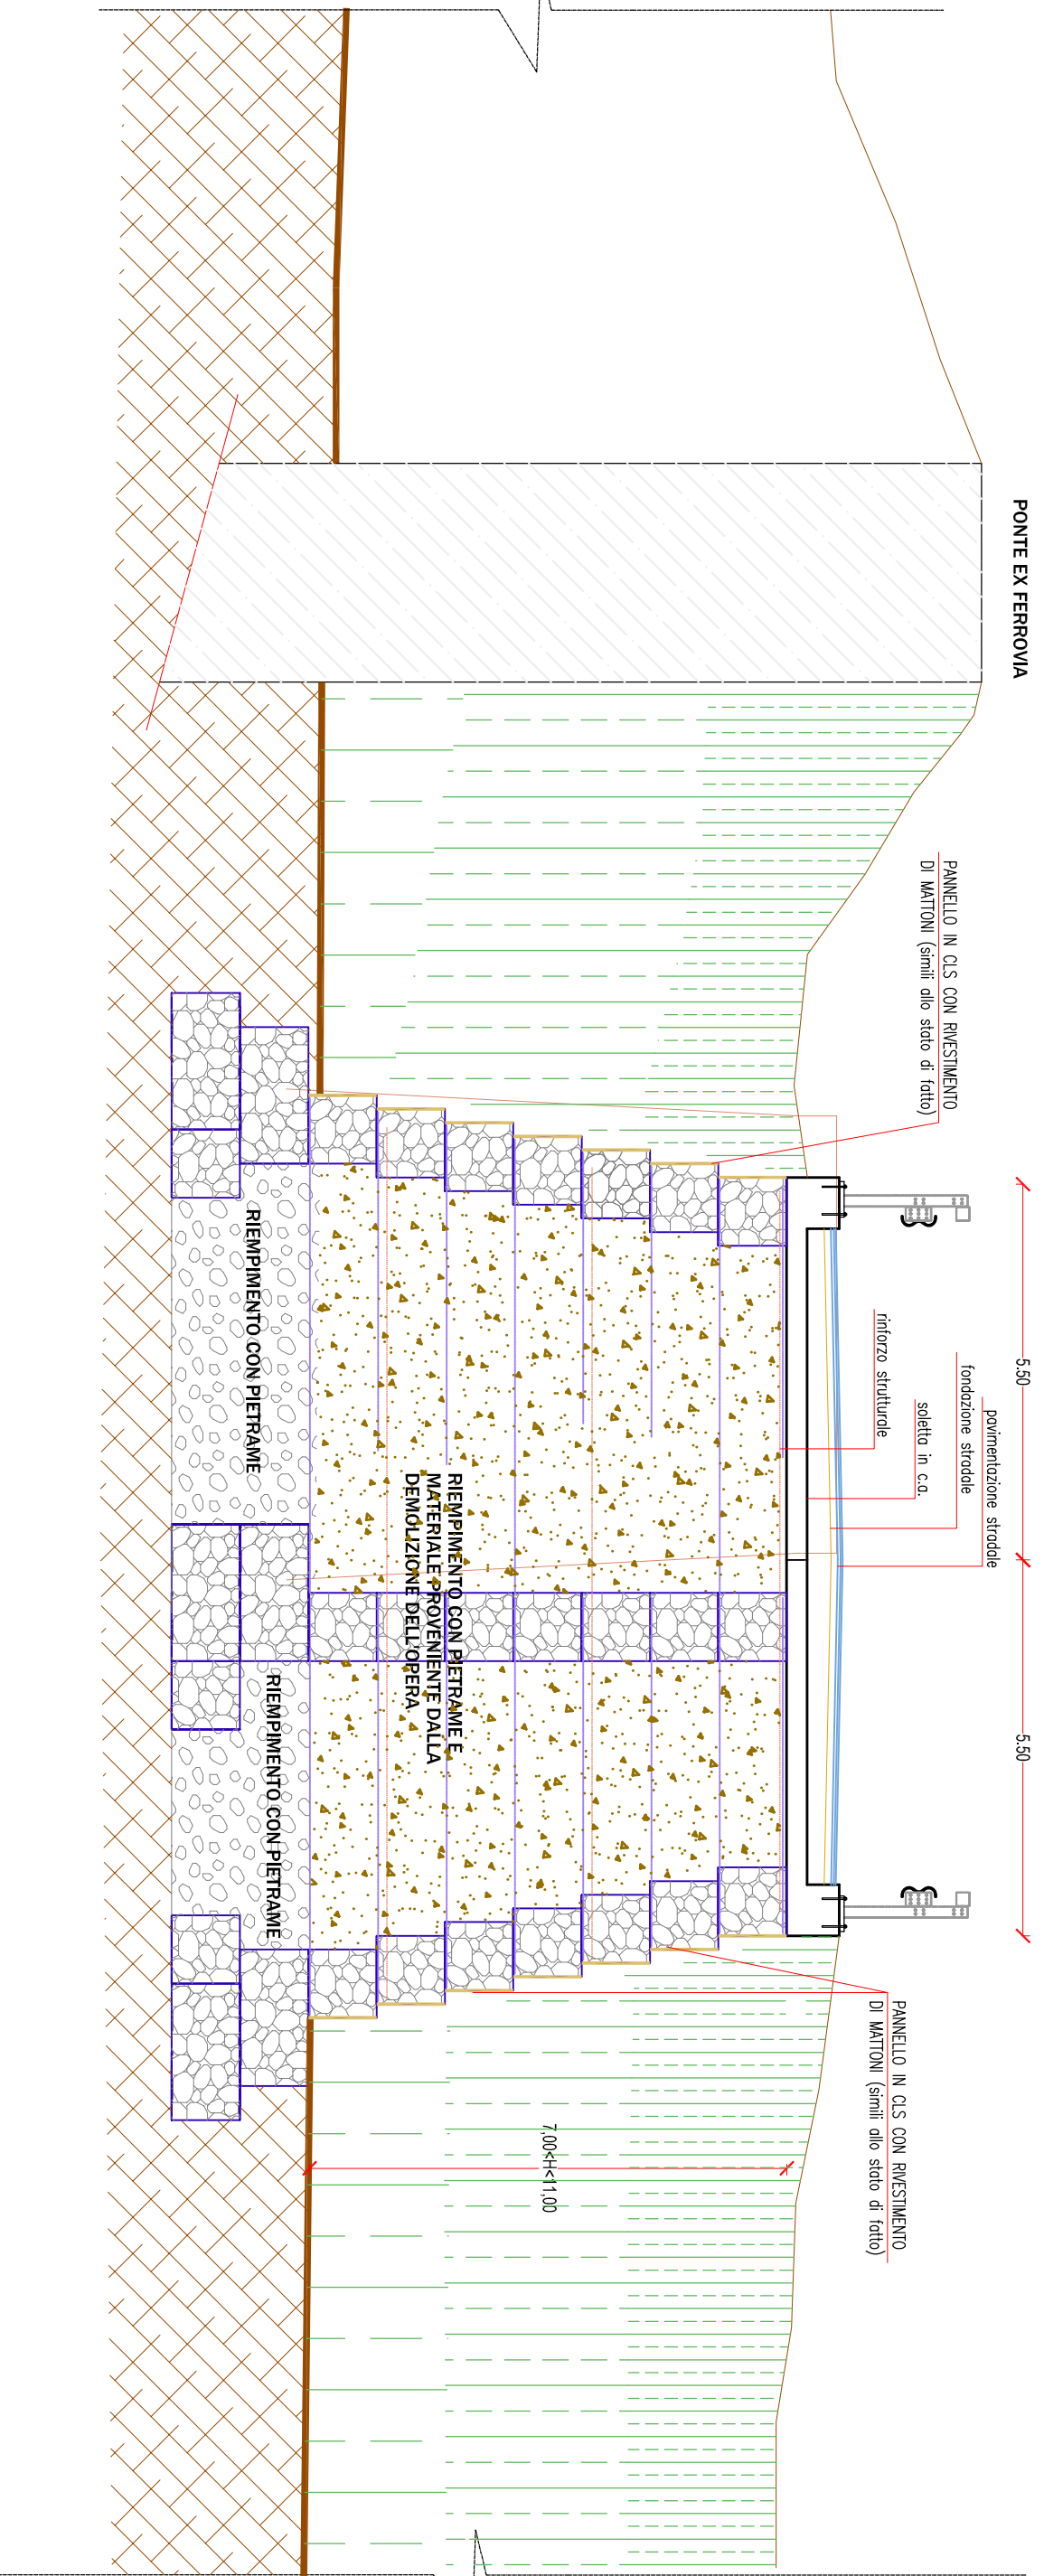 PONTE EX FERROVIA
PANNELLO IN CLS CON RIVESTIMENTO
DI MATTONI (simili allo stato di fatto)
5.50
5.50
pavimentazione stradale
fondazione stradale
soletta in c.a.
rinforzo strutturale
PANNELLO IN CLS CON RIVESTIMENTO
DI MATTONI (simili allo stato di fatto)
7,00<H<11,00
RIEMPIMENTO CON PIETRAME E
MATERIALE PROVENIENTE DALLA
DEMOLIZIONE DELL'OPERA
RIEMPIMENTO CON PIETRAME
RIEMPIMENTO CON PIETRAME